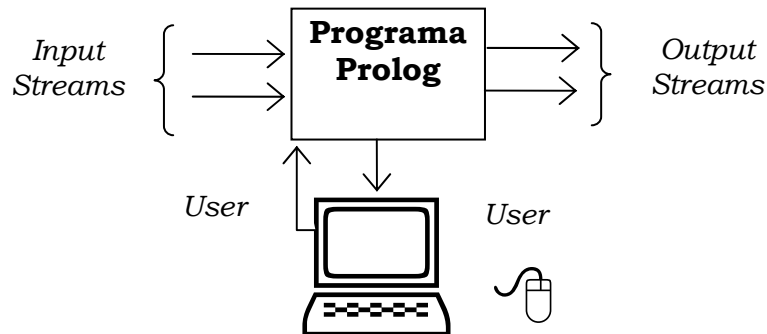 Input
Streams
Programa
Prolog
Output
Streams
User
User